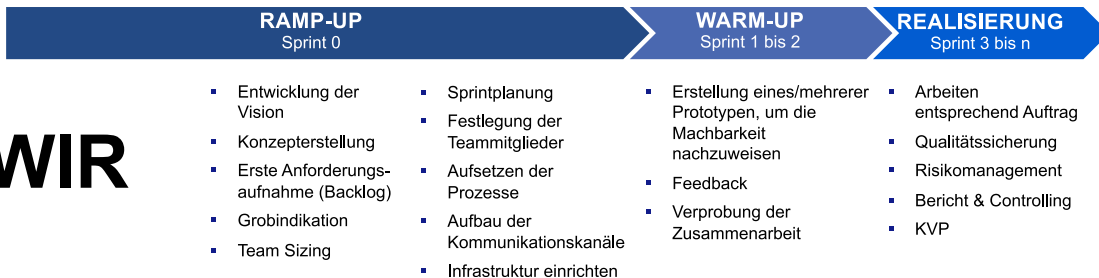 RAMP-UP
Sprint 0
WARM-UP
Sprint 1 bis 2
REALISIERUNG
Sprint 3 bis n
WIR
▪ Entwicklung der
Vision
▪ Konzepterstellung
▪ Erste Anforderungs-
aufnahme (Backlog)
▪ Grobindikation
▪ Team Sizing
▪ Sprintplanung
▪ Festlegung der
Teammitglieder
▪ Aufsetzen der
Prozesse
▪ Aufbau der
Kommunikationskanäle
▪ Infrastruktur einrichten
▪ Erstellung eines/mehrerer
Prototypen, um die
Machbarkeit
nachzuweisen
▪ Feedback
▪ Verprobung der
Zusammenarbeit
▪ Arbeiten
entsprechend Auftrag
▪ Qualitätssicherung
▪ Risikomanagement
▪ Bericht & Controlling
▪ KVP